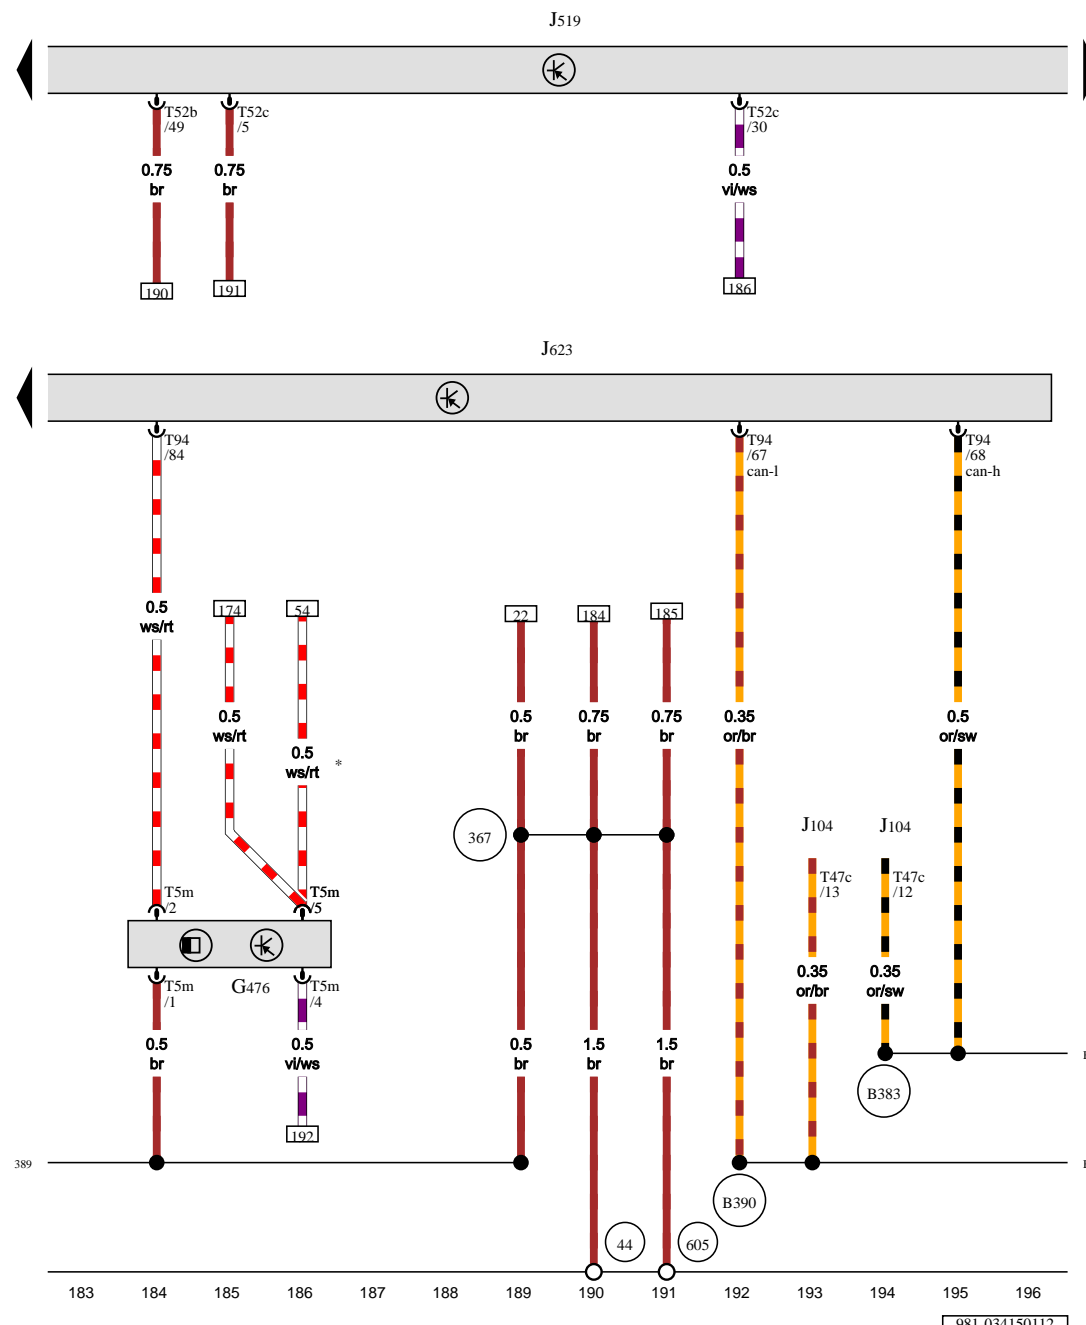 J519
T52b
/49
T52c
/5
T52c
/30
0.75
br
0.75
br
0.5
vi/ws
190
191
186
J623
T94
/84
T94
/67
can-l
T94
/68
can-h
0.5
ws/rt
174
54
22
184
185
0.5
ws/rt
0.5
ws/rt
*
0.5
br
0.75
br
0.75
br
0.35
or/br
0.5
or/sw
367
J104
J104
T47c
/13
T47c
/12
T5m
/2
T5m
/5
G476
T5m
/1
T5m
/4
0.35
or/br
0.35
or/sw
0.5
br
0.5
vi/ws
0.5
br
1.5
br
1.5
br
B383
192
389
B390
44
605
183 184 185 186 187 188 189 190 191 192 193 194 195 196
981-034150112